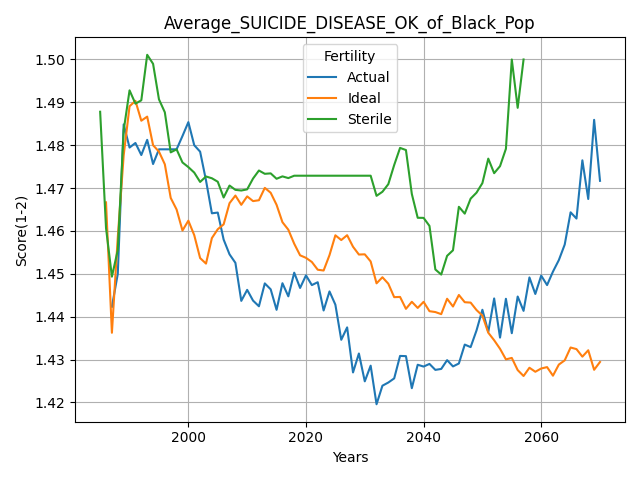 Average_SUICIDE_DISEASE_OK_of_Black_Pop
Fertility
Actual
Ideal
Sterile
Score(1-2)
1.50
1.49
1.48
1.47
1.46
1.45
1.44
1.43
1.42
2000
2020
2040
2060
Years